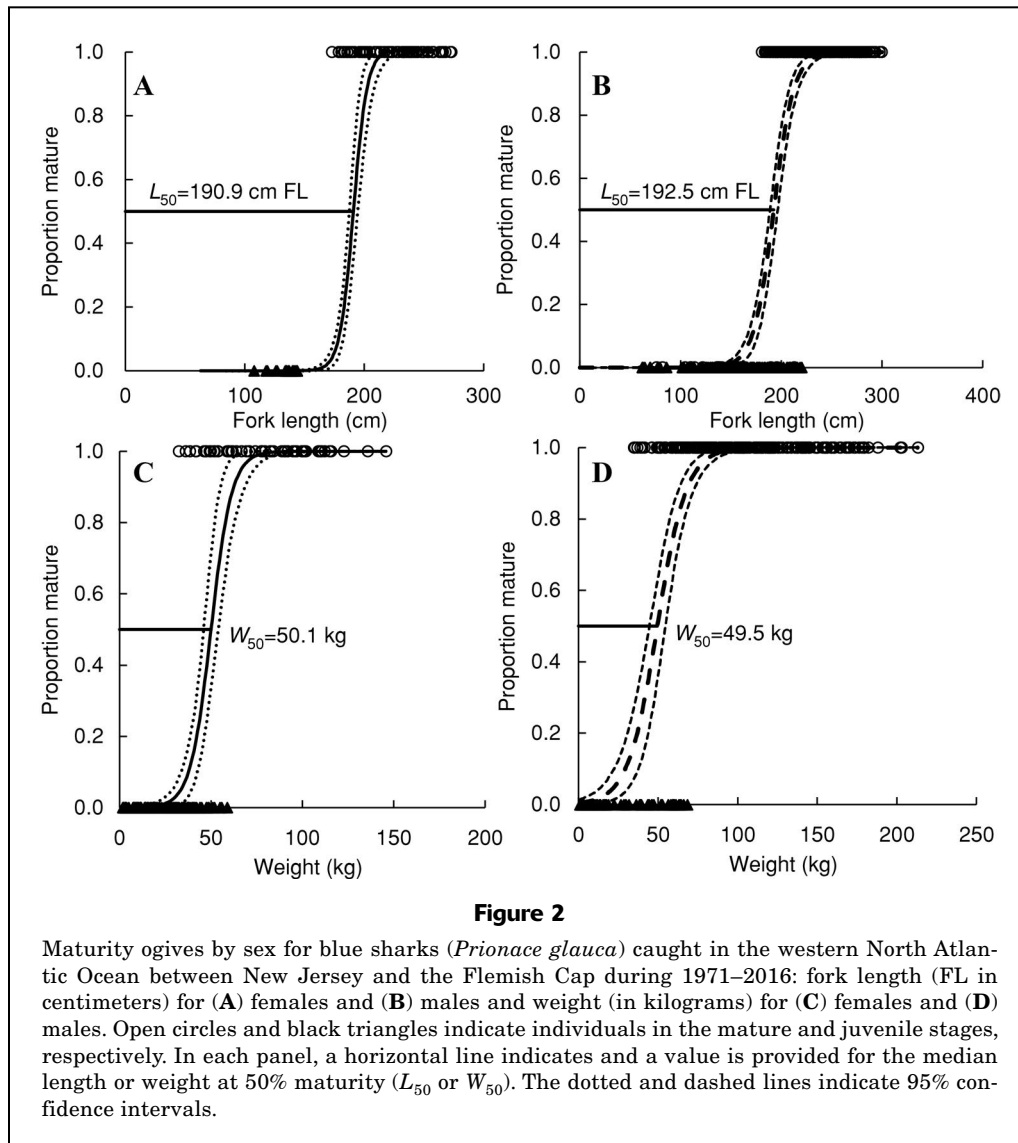 A
1.0
0.8
0.6
0.4
0.2
0.0
Proportion mature
L50=190.9 cm FL
0
100
200
300
Fork length (cm)
B
1.0
0.8
0.6
0.4
0.2
0.0
Proportion mature
L50=192.5 cm FL
0
100
200
300
400
Fork length (cm)
C
1.0
0.8
0.6
0.4
0.2
0.0
Proportion mature
W50=50.1 kg
0
50
100
150
200
Weight (kg)
D
1.0
0.8
0.6
0.4
0.2
0.0
Proportion mature
W50=49.5 kg
0
50
100
150
200
250
Weight (kg)
Figure 2
Maturity ogives by sex for blue sharks (Prionace glauca) caught in the western North Atlan-
tic Ocean between New Jersey and the Flemish Cap during 1971–2016: fork length (FL in
centimeters) for (A) females and (B) males and weight (in kilograms) for (C) females and (D)
males. Open circles and black triangles indicate individuals in the mature and juvenile stages,
respectively. In each panel, a horizontal line indicates and a value is provided for the median
length or weight at 50% maturity (L50 or W50). The dotted and dashed lines indicate 95% con-
fidence intervals.